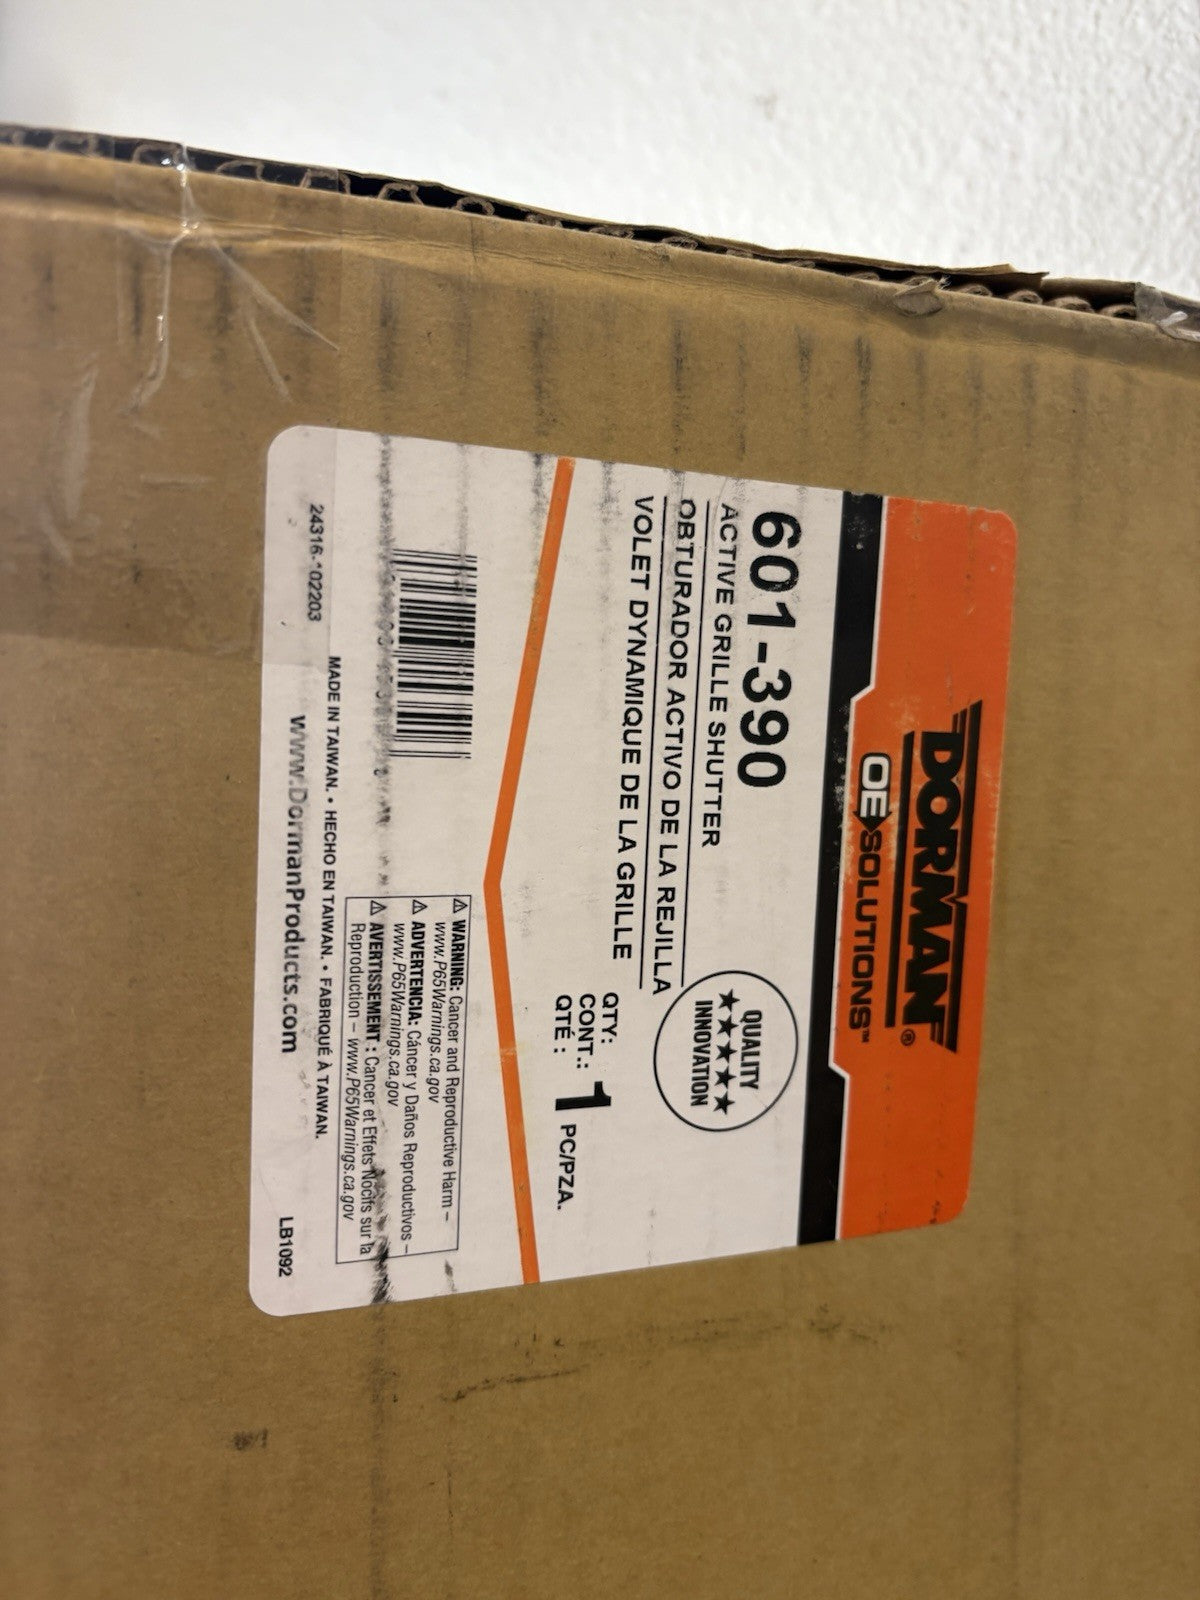 DORMAN®
OE SOLUTIONS™
601-390
ACTIVE GRILLE SHUTTER
OBTURADOR ACTIVO DE LA REJILLA
VOLET DYNAMIQUE DE LA GRILLE
QUALITY
★★★★★
INNOVATION
QTY:
CONT.: 1 PC/PZA.
QTÉ :
⚠ WARNING: Cancer and Reproductive Harm –
www.P65Warnings.ca.gov
⚠ ADVERTENCIA: Cáncer y Daños Reproductivos –
www.P65Warnings.ca.gov
⚠ AVERTISSEMENT : Cancer et Effets Nocifs sur la
Reproduction – www.P65Warnings.ca.gov
MADE IN TAIWAN. • HECHO EN TAIWAN. • FABRIQUÉ À TAIWAN.
24316-*02203
www.DormanProducts.com
LB1092